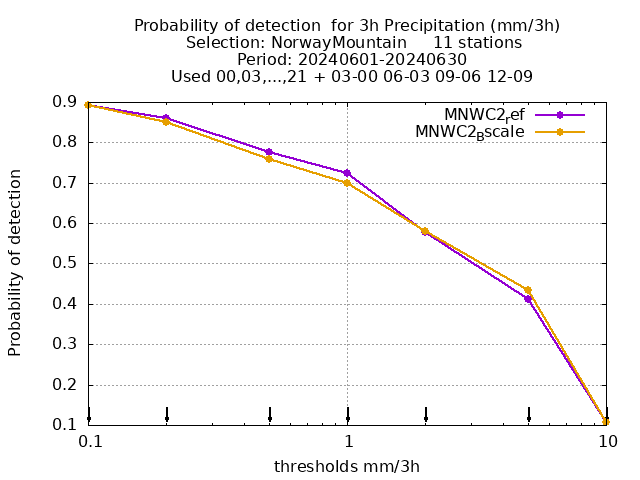 Probability of detection  for 3h Precipitation (mm/3h)
Selection: NorwayMountain     11 stations
Period: 20240601-20240630
Used 00,03,...,21 + 03-00 06-03 09-06 12-09
MNWC2ref
MNWC2Bscale
0.9
0.8
0.7
0.6
0.5
0.4
0.3
0.2
0.1
Probability of detection
0.1 1 10
thresholds mm/3h